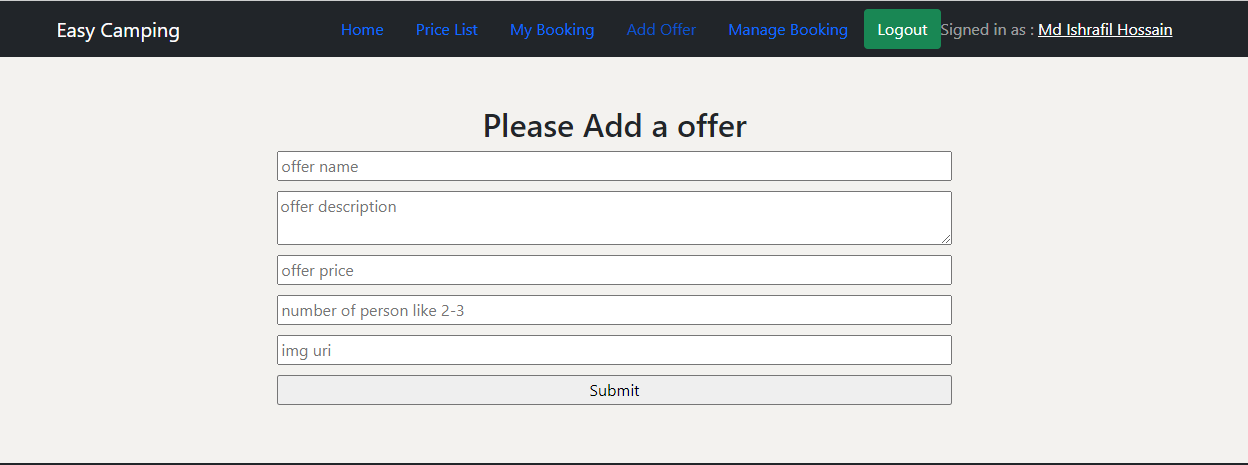 Easy Camping Home Price List My Booking Add Offer Manage Booking Logout Signed in as : Md Ishrafil Hossain
Please Add a offer
offer name
offer description
offer price
number of person like 2-3
img uri
Submit